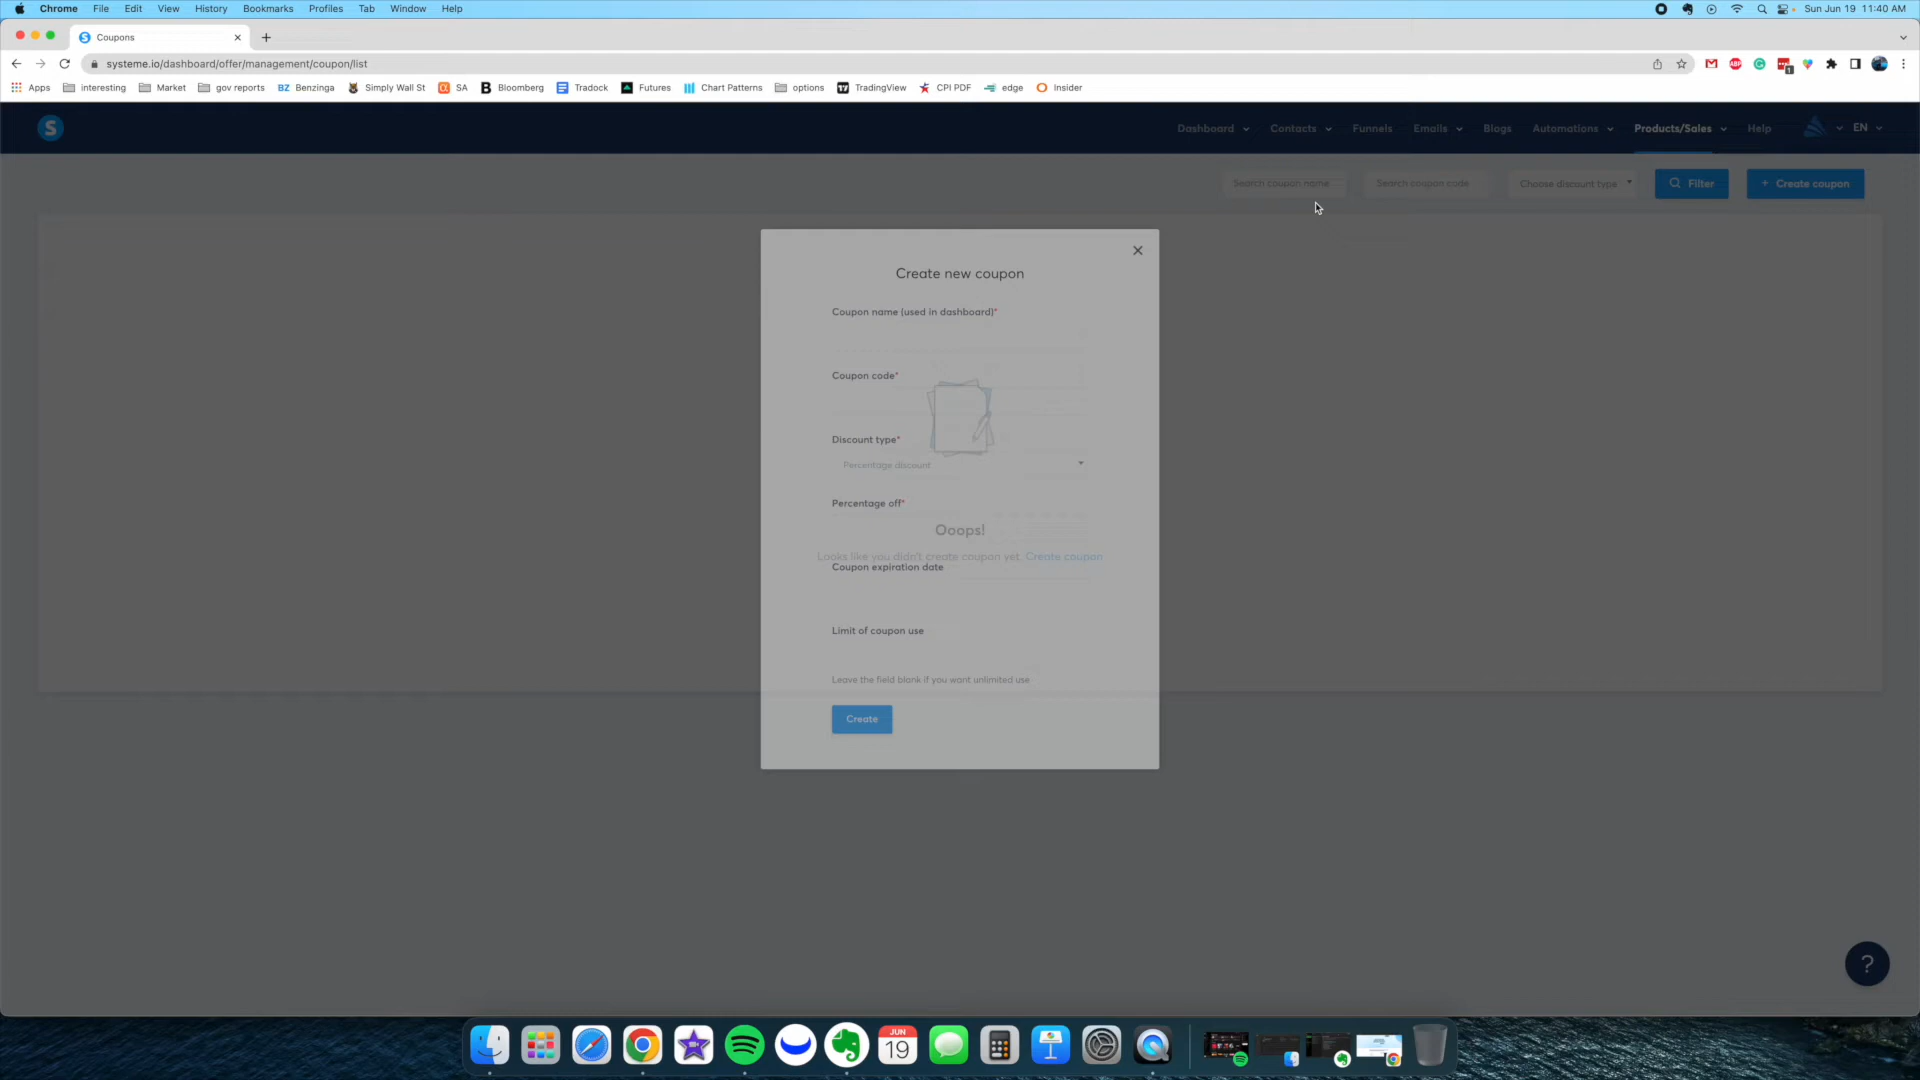 Chrome File Edit View History Bookmarks Profiles Tab Window Help Sun Jun 19 11:40 AM
Coupons
systeme.io/dashboard/offer/management/coupon/list
Apps interesting Market gov reports BZ Benzinga Simply Wall St SA Bloomberg Tradock Futures Chart Patterns options TradingView CPI PDF edge Insider
S Dashboard Contacts Funnels Emails Blogs Automations Products/Sales Help EN
Search coupon name Search coupon code Choose discount type Filter + Create coupon
Create new coupon
Coupon name (used in dashboard)*
Coupon code*
Discount type*
Percentage discount
Percentage off*
Ooops!
Looks like you didn't create coupon yet. Create coupon
Coupon expiration date
Limit of coupon use
Leave the field blank if you want unlimited use
Create
?
JUN
19